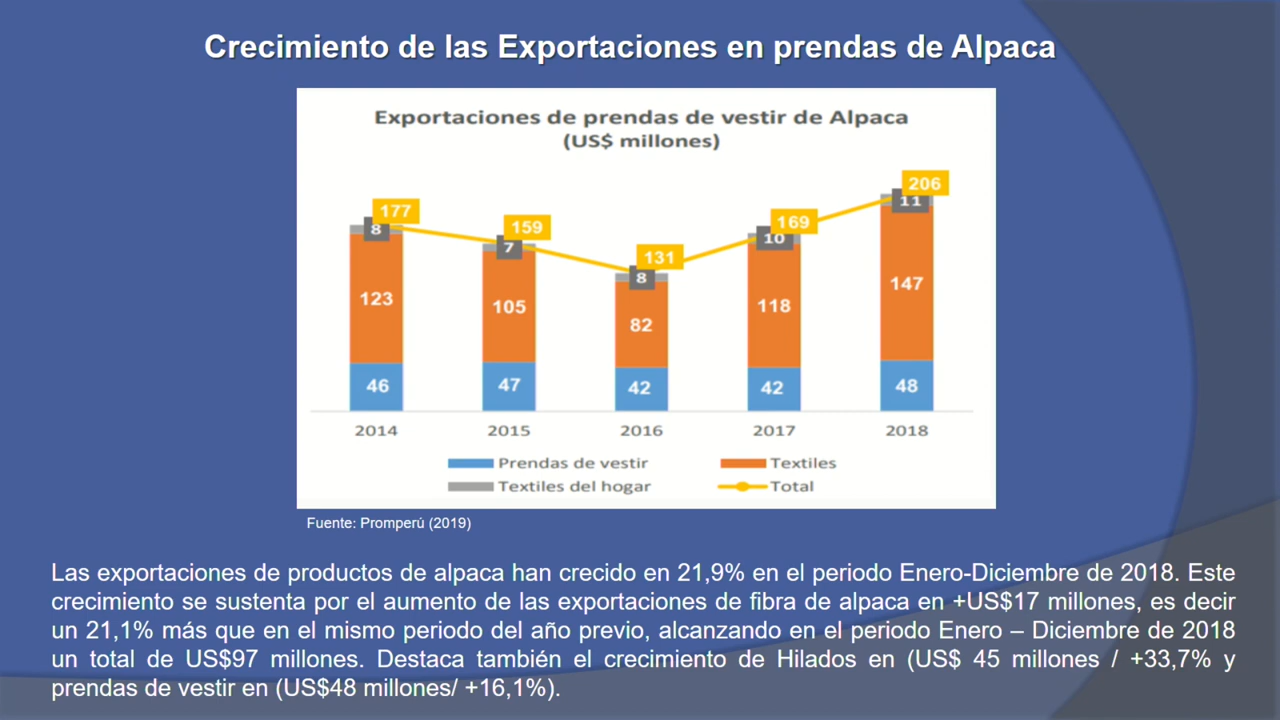 Crecimiento de las Exportaciones en prendas de Alpaca
Exportaciones de prendas de vestir de Alpaca
(US$ millones)
177 159 131 169 206
8 7 8 10 11
123 105 82 118 147
46 47 42 42 48
2014 2015 2016 2017 2018
Prendas de vestir Textiles
Textiles del hogar Total
Fuente: Promperú (2019)
Las exportaciones de productos de alpaca han crecido en 21,9% en el periodo Enero-Diciembre de 2018. Este
crecimiento se sustenta por el aumento de las exportaciones de fibra de alpaca en +US$17 millones, es decir
un 21,1% más que en el mismo periodo del año previo, alcanzando en el periodo Enero – Diciembre de 2018
un total de US$97 millones. Destaca también el crecimiento de Hilados en (US$ 45 millones / +33,7% y
prendas de vestir en (US$48 millones/ +16,1%).